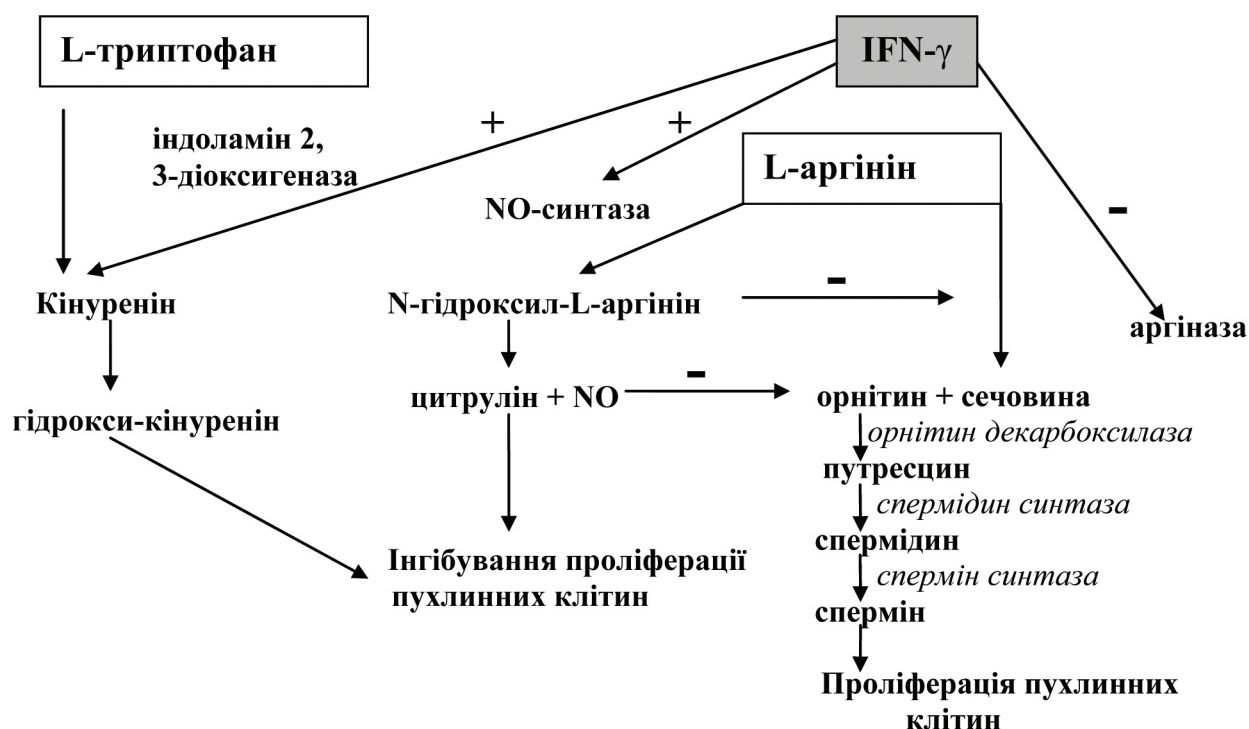 L-триптофан
IFN-γ
індоламін 2,
3-діоксигеназа
+
+
L-аргінін
NO-синтаза
-
Кінуренін
N-гідроксил-L-аргінін
-
аргіназа
гідрокси-кінуренін
цитрулін + NO
-
орнітин + сечовина
орнітин декарбоксилаза
путресцин
спермідин синтаза
спермідин
спермін синтаза
спермін
Інгібування проліферації
пухлинних клітин
Проліферація пухлинних
клітин